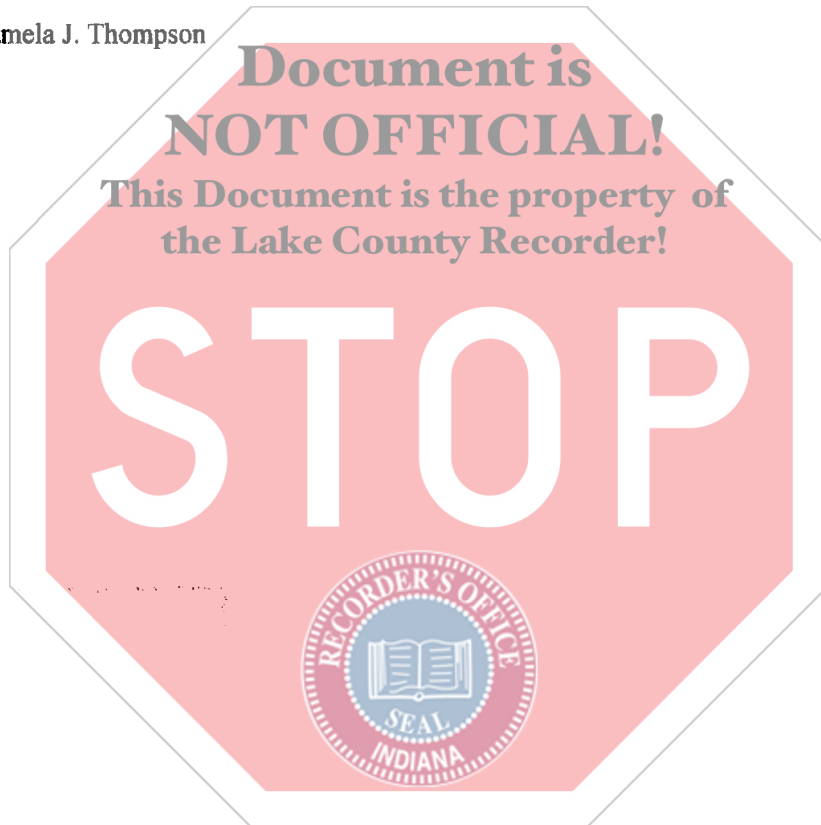 mela J. Thompson
Document is
NOT OFFICIAL!
This Document is the property of
the Lake County Recorder!
STOP
RECORDER'S OFFICE
SEAL
INDIANA